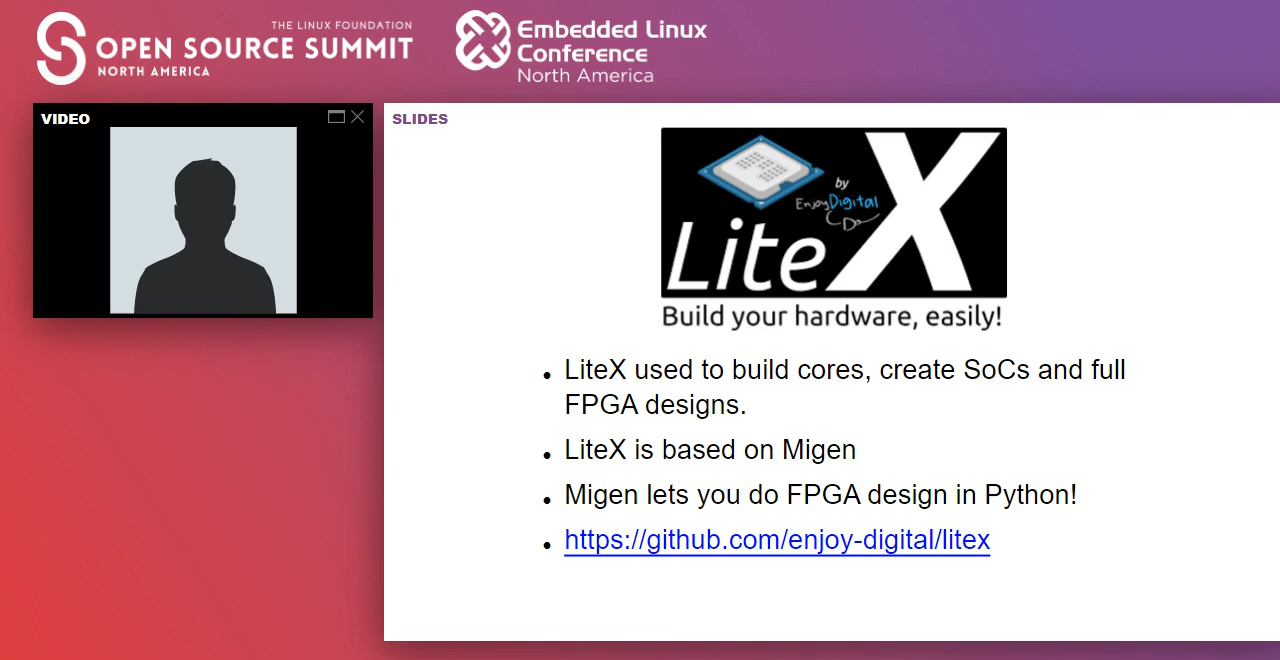 THE LINUX FOUNDATION
OPEN SOURCE SUMMIT
NORTH AMERICA
Embedded Linux
Conference
North America
VIDEO
SLIDES
by
EnjoyDigital
LiteX
Build your hardware, easily!
• LiteX used to build cores, create SoCs and full
FPGA designs.
• LiteX is based on Migen
• Migen lets you do FPGA design in Python!
• https://github.com/enjoy-digital/litex